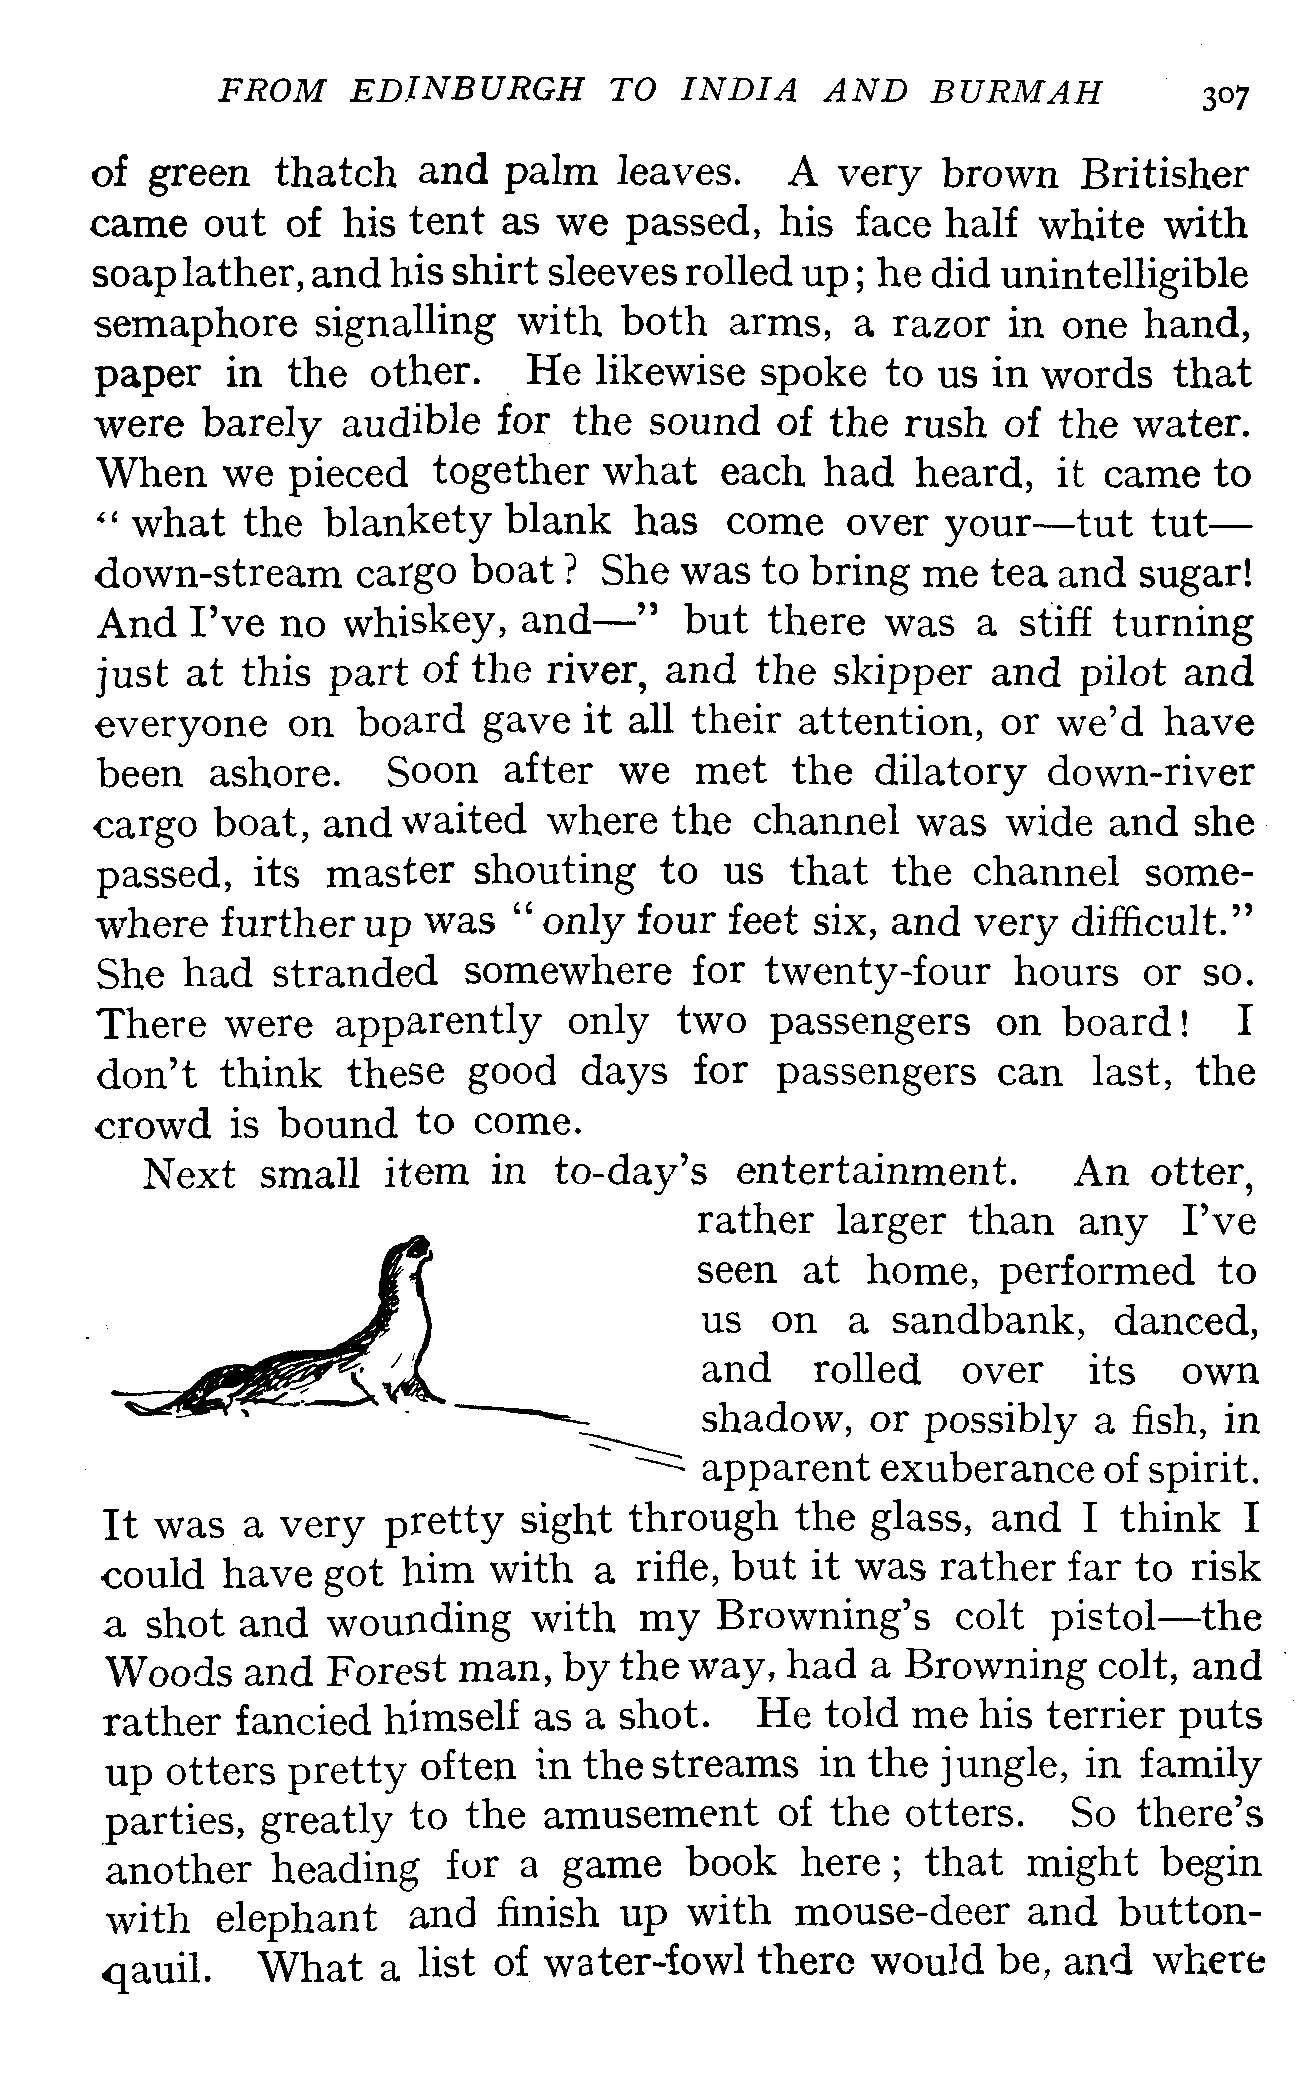 FROM EDINBURGH TO INDIA AND BURMAH 307
of green thatch and palm leaves. A very brown Britisher
came out of his tent as we passed, his face half white with
soap lather, and his shirt sleeves rolled up; he did unintelligible
semaphore signalling with both arms, a razor in one hand,
paper in the other. He likewise spoke to us in words that
were barely audible for the sound of the rush of the water.
When we pieced together what each had heard, it came to
“ what the blankety blank has come over your—tut tut—
down-stream cargo boat? She was to bring me tea and sugar!
And I’ve no whiskey, and—” but there was a stiff turning
just at this part of the river, and the skipper and pilot and
everyone on board gave it all their attention, or we’d have
been ashore. Soon after we met the dilatory down-river
cargo boat, and waited where the channel was wide and she
passed, its master shouting to us that the channel some-
where further up was “ only four feet six, and very difficult.”
She had stranded somewhere for twenty-four hours or so.
There were apparently only two passengers on board! I
don’t think these good days for passengers can last, the
crowd is bound to come.
Next small item in to-day’s entertainment. An otter,
rather larger than any I’ve
seen at home, performed to
us on a sandbank, danced,
and rolled over its own
shadow, or possibly a fish, in
apparent exuberance of spirit.
It was a very pretty sight through the glass, and I think I
could have got him with a rifle, but it was rather far to risk
a shot and wounding with my Browning’s colt pistol—the
Woods and Forest man, by the way, had a Browning colt, and
rather fancied himself as a shot. He told me his terrier puts
up otters pretty often in the streams in the jungle, in family
parties, greatly to the amusement of the otters. So there’s
another heading for a game book here; that might begin
with elephant and finish up with mouse-deer and button-
qauil. What a list of water-fowl there would be, and where